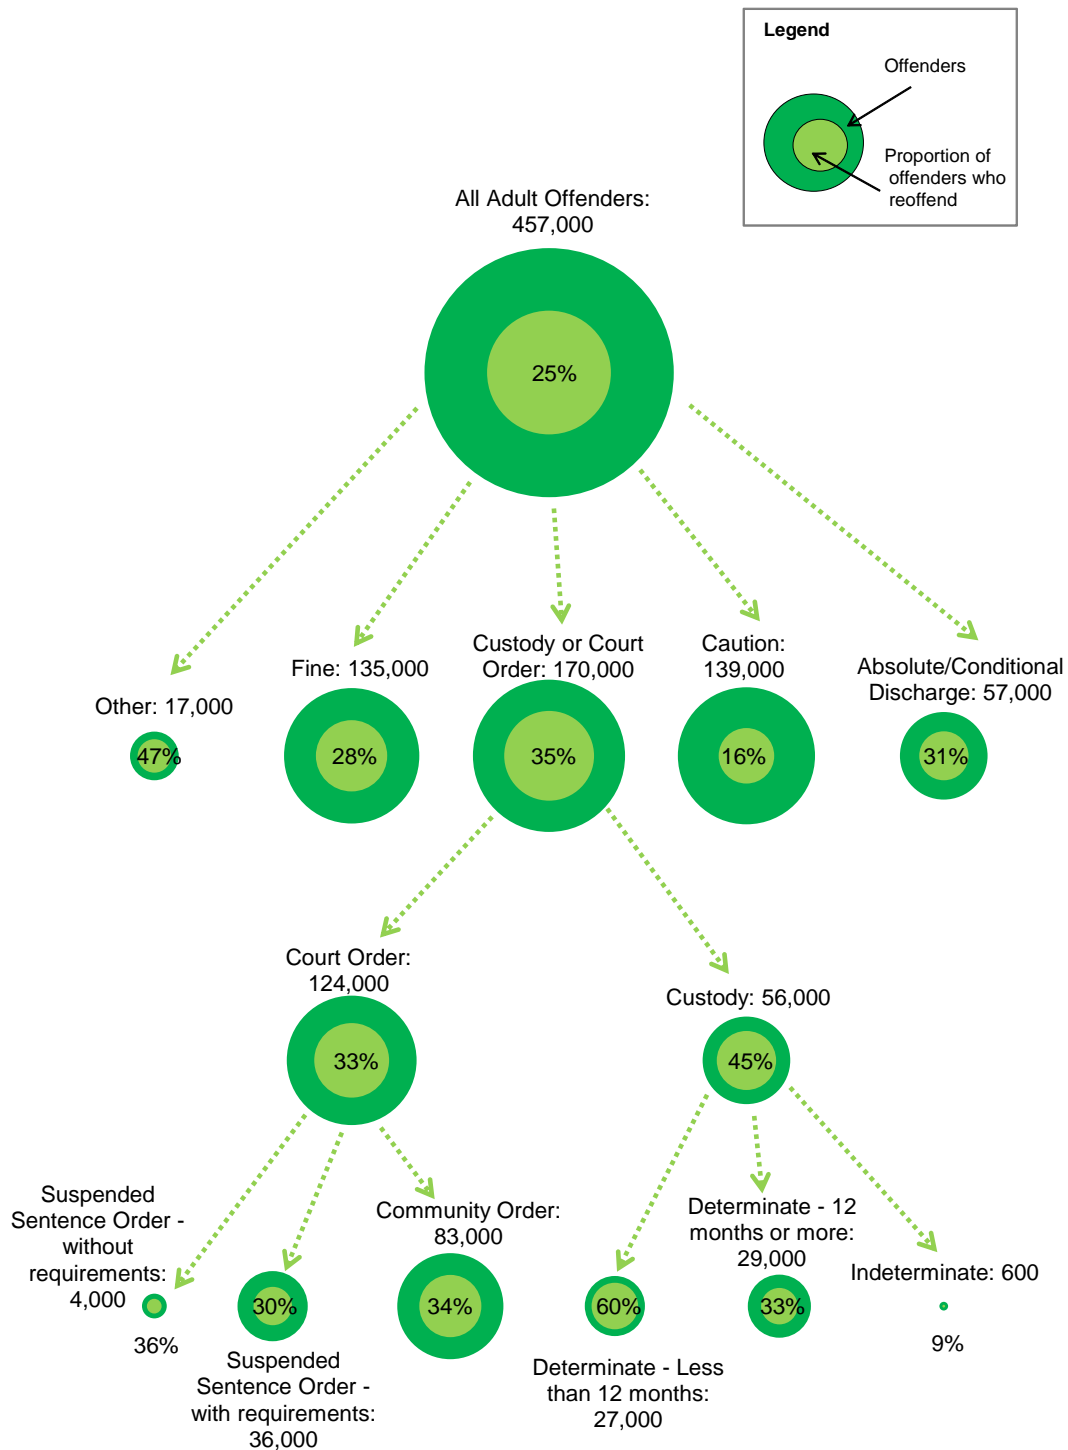 Legend
Offenders
Proportion of
offenders who
reoffend
All Adult Offenders:
457,000
25%
Other: 17,000
47%
Fine: 135,000
28%
Custody or Court
Order: 170,000
35%
Caution:
139,000
16%
Absolute/Conditional
Discharge: 57,000
31%
Court Order:
124,000
33%
Custody: 56,000
45%
Suspended
Sentence Order -
without
requirements:
4,000
36%
30%
Suspended
Sentence Order -
with requirements:
36,000
Community Order:
83,000
34%
60%
Determinate - Less
than 12 months:
27,000
Determinate - 12
months or more:
29,000
33%
Indeterminate: 600
9%